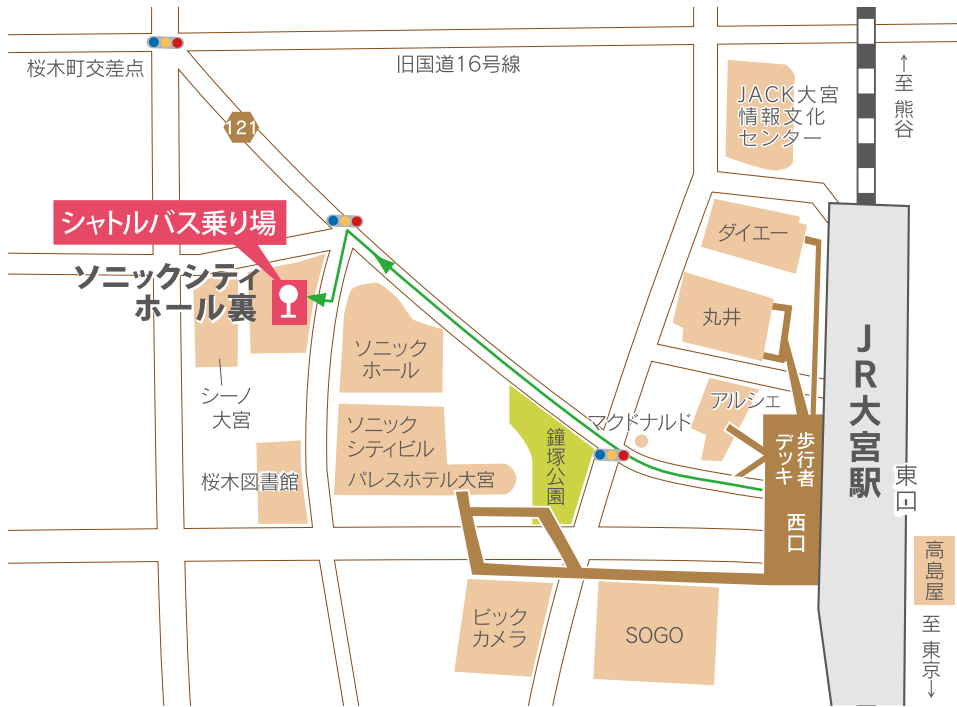 桜木町交差点
旧国道16号線
121
JACK大宮
情報文化
センター
↑至 熊谷
シャトルバス乗り場
ソニックシティ
ホール裏
ダイエー
丸井
ソニック
ホール
シーノ
大宮
アルシェ
マクドナルド
JR大宮駅
ソニック
シティビル
パレスホテル大宮
鐘塚公園
歩行者
デッキ
西口
東口
桜木図書館
高島屋
ビック
カメラ
SOGO
至 東京↓